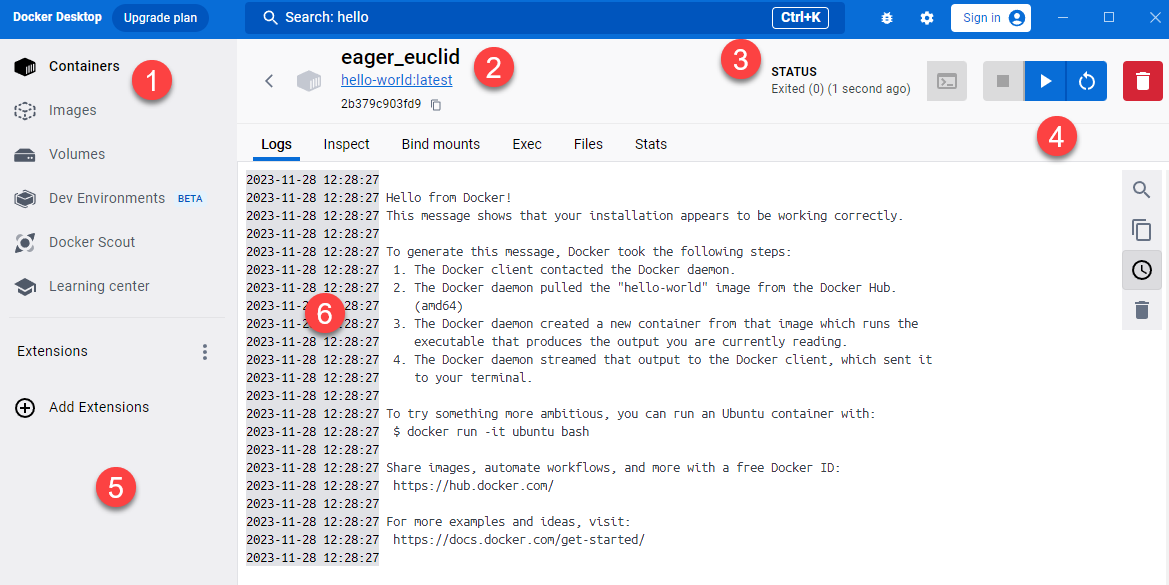 Docker Desktop Upgrade plan Search: hello Ctrl+K Sign in
Containers
1
Images
Volumes
Dev Environments BETA
Docker Scout
Learning center
Extensions
Add Extensions
5
eager_euclid
hello-world:latest
2b379c903fd9
2
3
STATUS
Exited (0) (1 second ago)
4
Logs Inspect Bind mounts Exec Files Stats
2023-11-28 12:28:27
2023-11-28 12:28:27 Hello from Docker!
2023-11-28 12:28:27 This message shows that your installation appears to be working correctly.
2023-11-28 12:28:27
2023-11-28 12:28:27 To generate this message, Docker took the following steps:
2023-11-28 12:28:27 1. The Docker client contacted the Docker daemon.
2023-11-28 12:28:27 2. The Docker daemon pulled the "hello-world" image from the Docker Hub.
2023-11-28 12:28:27 (amd64)
6
2023-11-28 12:28:27 3. The Docker daemon created a new container from that image which runs the
2023-11-28 12:28:27 executable that produces the output you are currently reading.
2023-11-28 12:28:27 4. The Docker daemon streamed that output to the Docker client, which sent it
2023-11-28 12:28:27 to your terminal.
2023-11-28 12:28:27
2023-11-28 12:28:27 To try something more ambitious, you can run an Ubuntu container with:
2023-11-28 12:28:27 $ docker run -it ubuntu bash
2023-11-28 12:28:27
2023-11-28 12:28:27 Share images, automate workflows, and more with a free Docker ID:
2023-11-28 12:28:27 https://hub.docker.com/
2023-11-28 12:28:27
2023-11-28 12:28:27 For more examples and ideas, visit:
2023-11-28 12:28:27 https://docs.docker.com/get-started/
2023-11-28 12:28:27